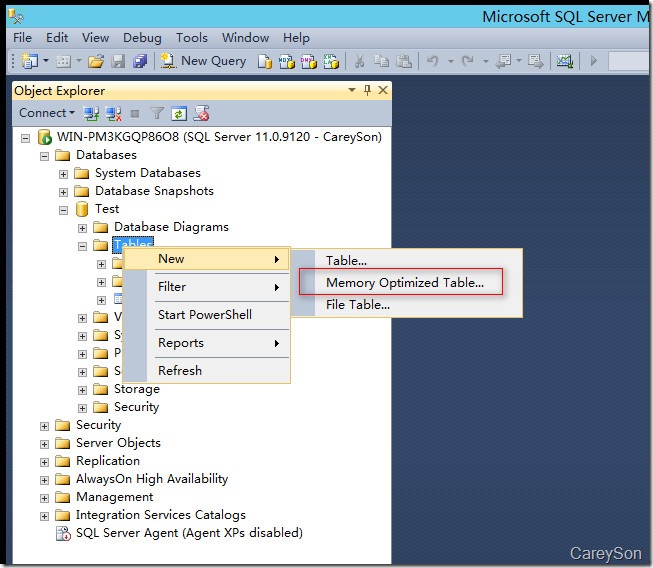 Microsoft SQL Server M
File Edit View Debug Tools Window Help
New Query
Object Explorer
Connect
WIN-PM3KGQP86O8 (SQL Server 11.0.9120 - CareySon)
Databases
System Databases
Database Snapshots
Test
Database Diagrams
Tables
New
Table...
Memory Optimized Table...
File Table...
Filter
Start PowerShell
Reports
Refresh
V
Sy
P
S
S
Storage
Security
Security
Server Objects
Replication
AlwaysOn High Availability
Management
Integration Services Catalogs
SQL Server Agent (Agent XPs disabled)
CareySon